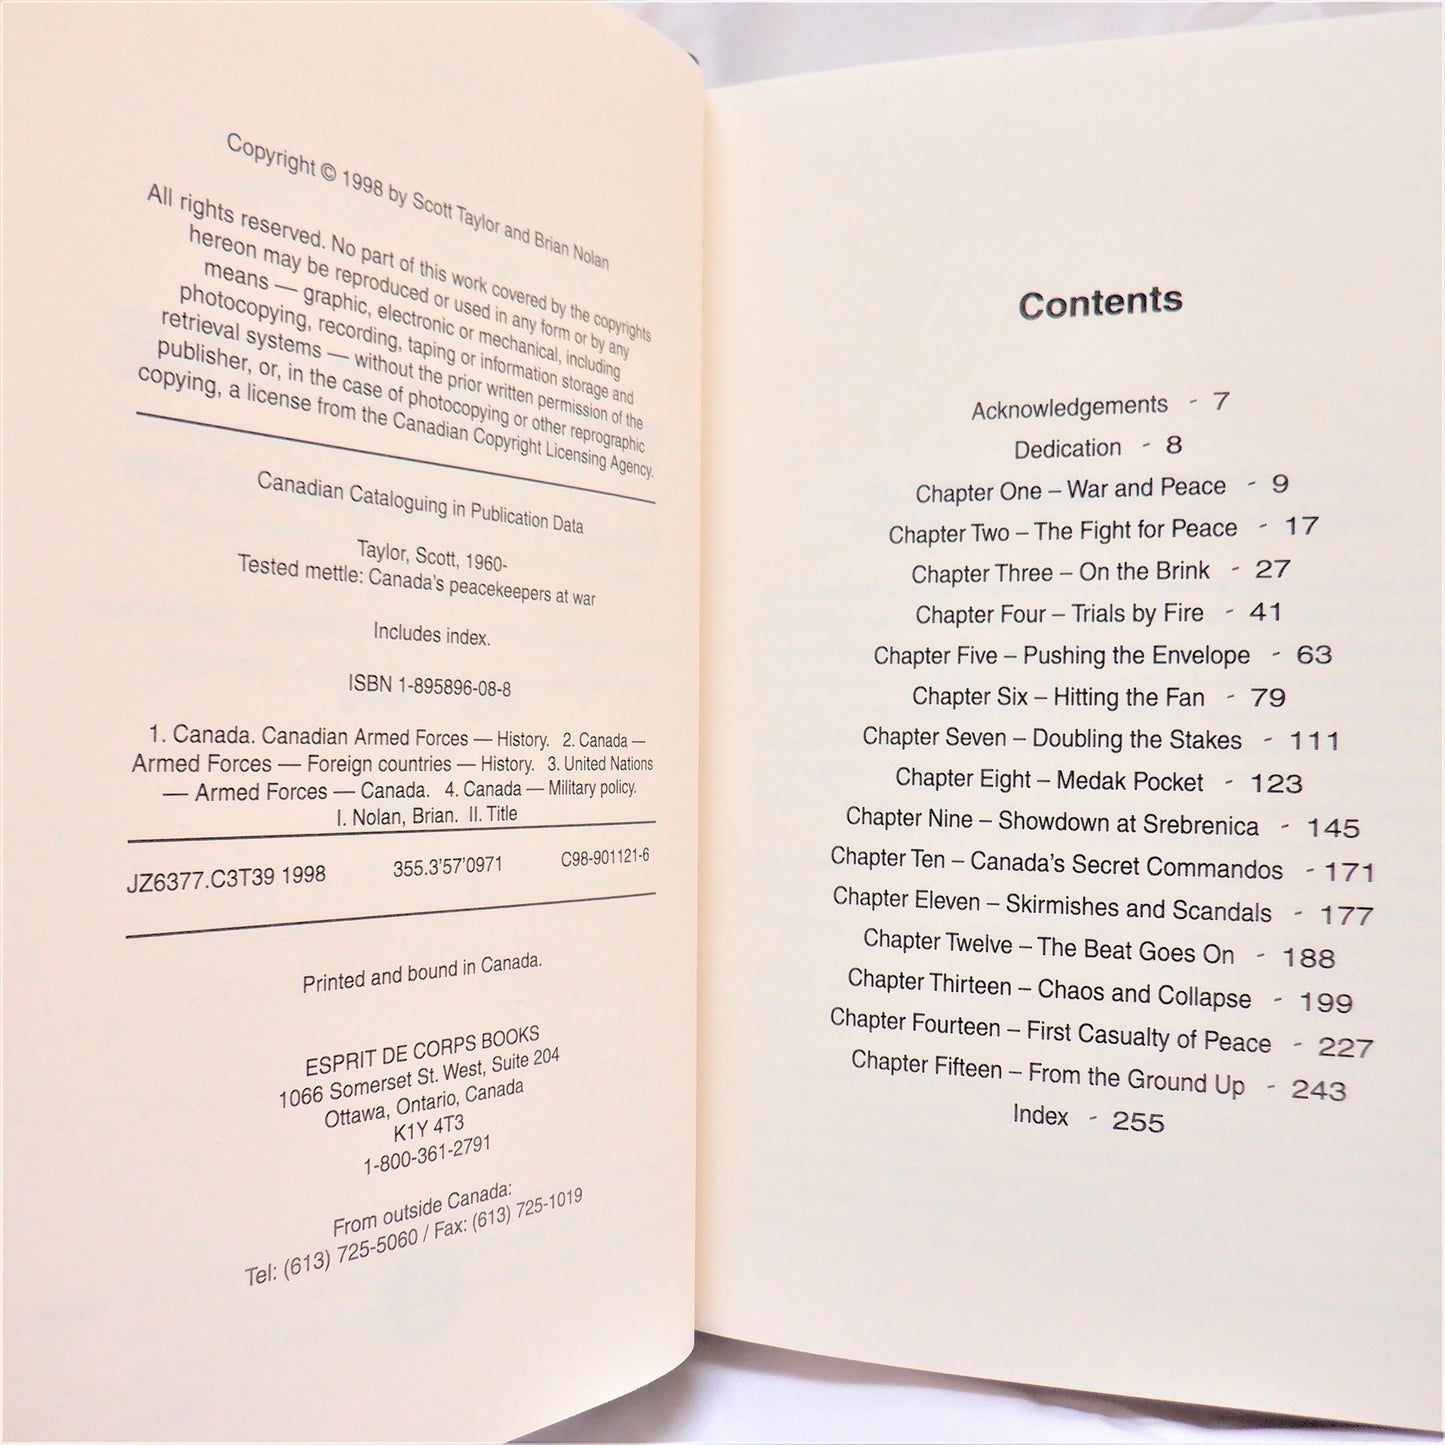 Copyright © 1998 by Scott Taylor and Brian Nolan
All rights reserved. No part of this work covered by the copyrights
hereon may be reproduced or used in any form or by any
means — graphic, electronic or mechanical, including
photocopying, recording, taping or information storage and
retrieval systems — without the prior written permission of the
publisher, or, in the case of photocopying or other reprographic
copying, a license from the Canadian Copyright Licensing Agency.
Canadian Cataloguing in Publication Data
Taylor, Scott, 1960-
Tested mettle: Canada's peacekeepers at war
Includes index.
ISBN 1-895896-08-8
1. Canada. Canadian Armed Forces — History. 2. Canada —
Armed Forces — Foreign countries — History. 3. United Nations
— Armed Forces — Canada. 4. Canada — Military policy.
I. Nolan, Brian. II. Title
JZ6377.C3T39 1998 355.3'57'0971 C98-901121-6
Printed and bound in Canada.
ESPRIT DE CORPS BOOKS
1066 Somerset St. West, Suite 204
Ottawa, Ontario, Canada
K1Y 4T3
1-800-361-2791
From outside Canada:
Tel: (613) 725-5060 / Fax: (613) 725-1019
Contents
Acknowledgements - 7
Dedication - 8
Chapter One – War and Peace - 9
Chapter Two – The Fight for Peace - 17
Chapter Three – On the Brink - 27
Chapter Four – Trials by Fire - 41
Chapter Five – Pushing the Envelope - 63
Chapter Six – Hitting the Fan - 79
Chapter Seven – Doubling the Stakes - 111
Chapter Eight – Medak Pocket - 123
Chapter Nine – Showdown at Srebrenica - 145
Chapter Ten – Canada's Secret Commandos - 171
Chapter Eleven – Skirmishes and Scandals - 177
Chapter Twelve – The Beat Goes On - 188
Chapter Thirteen – Chaos and Collapse - 199
Chapter Fourteen – First Casualty of Peace - 227
Chapter Fifteen – From the Ground Up - 243
Index - 255